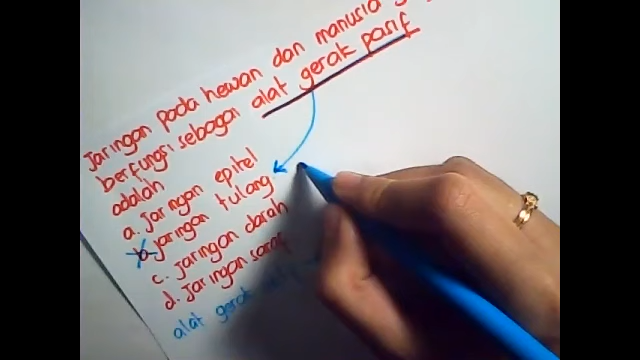 Jaringan pada hewan dan manusia
berfungsi sebagai alat gerak pasif
adalah
a. Jaringan epitel
b. jaringan tulang
c. jaringan darah
d. Jaringan saraf
alat gerak